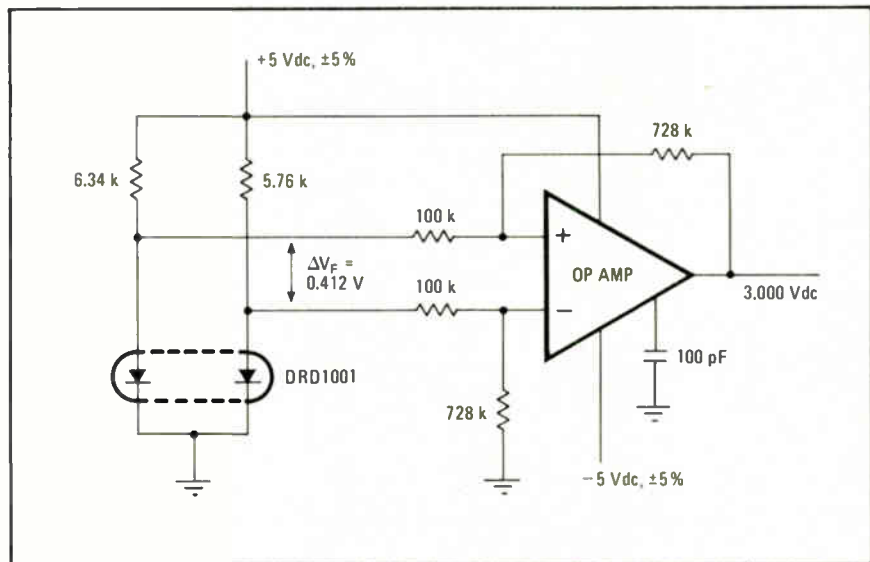 +5 Vdc, ±5%
728 k
6.34 k
5.76 k
100 k
+
ΔVF =
0.412 V
OP AMP
3.000 Vdc
100 k
−
100 pF
DRD1001
728 k
−5 Vdc, ±5%